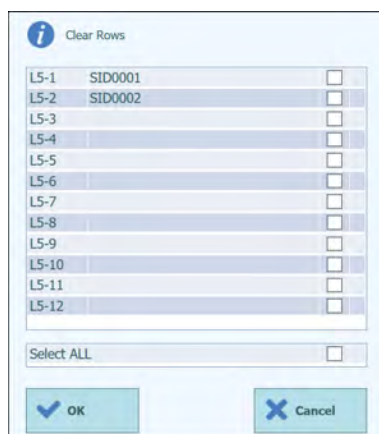 i Clear Rows
L5-1 SID0001
L5-2 SID0002
L5-3
L5-4
L5-5
L5-6
L5-7
L5-8
L5-9
L5-10
L5-11
L5-12
Select ALL
OK Cancel